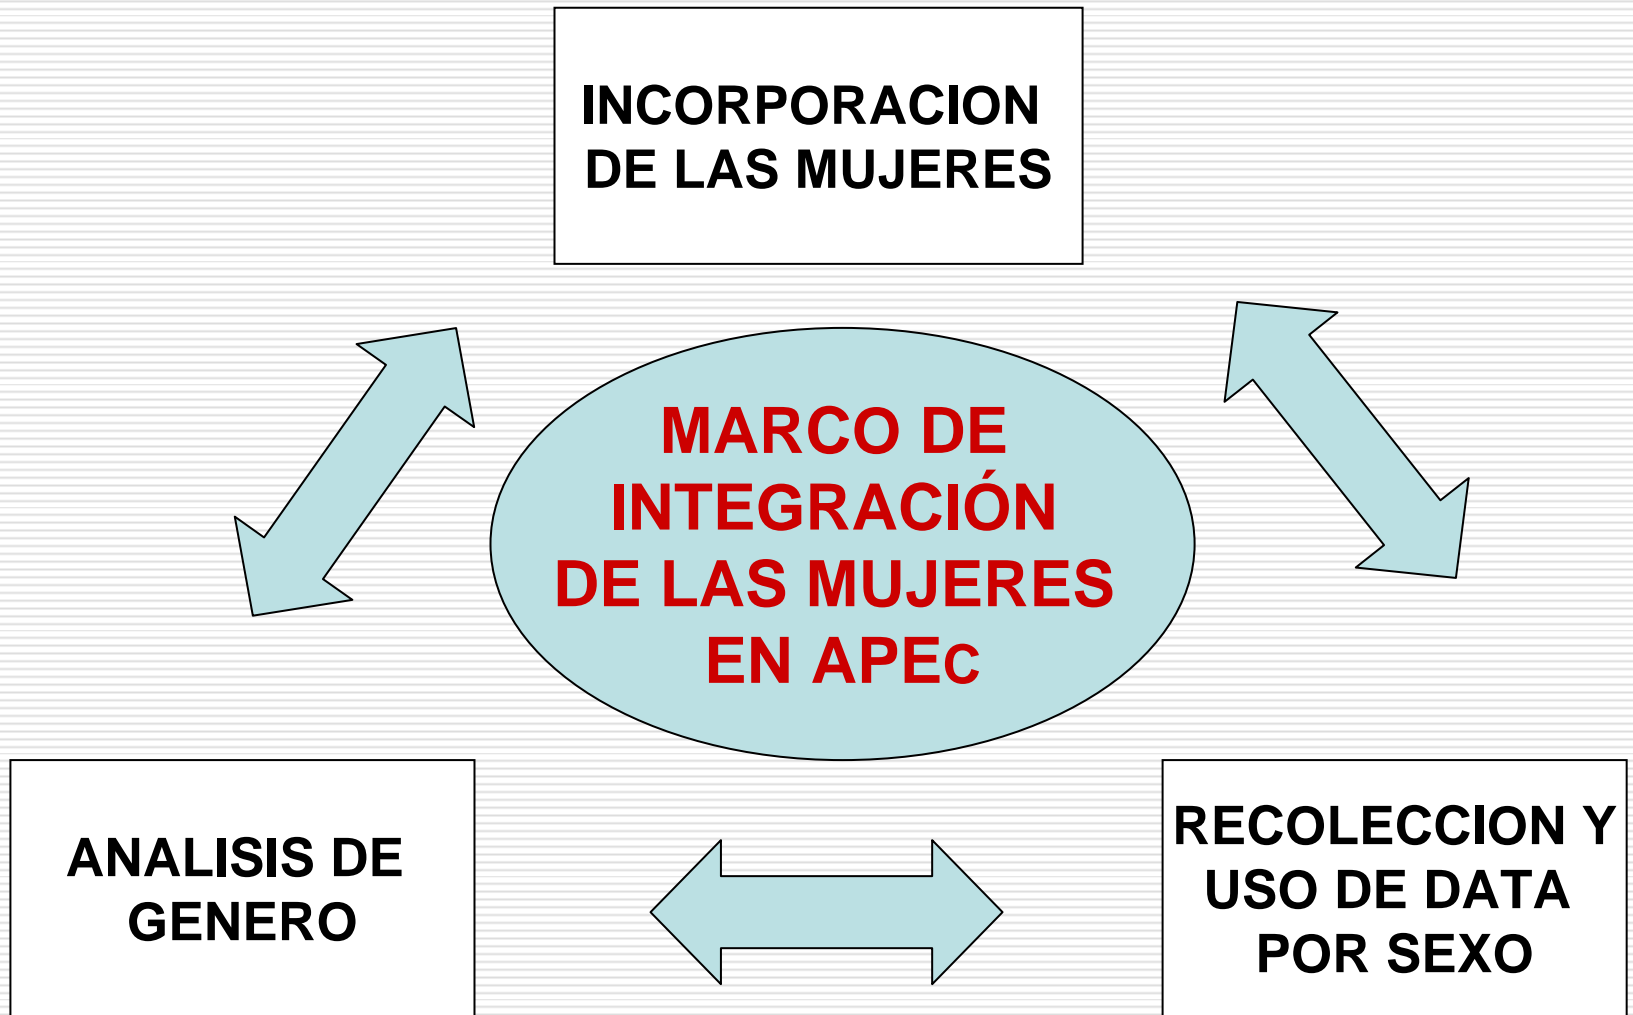 INCORPORACION
DE LAS MUJERES
MARCO DE
INTEGRACIÓN
DE LAS MUJERES
EN APEC
ANALISIS DE
GENERO
RECOLECCION Y
USO DE DATA
POR SEXO